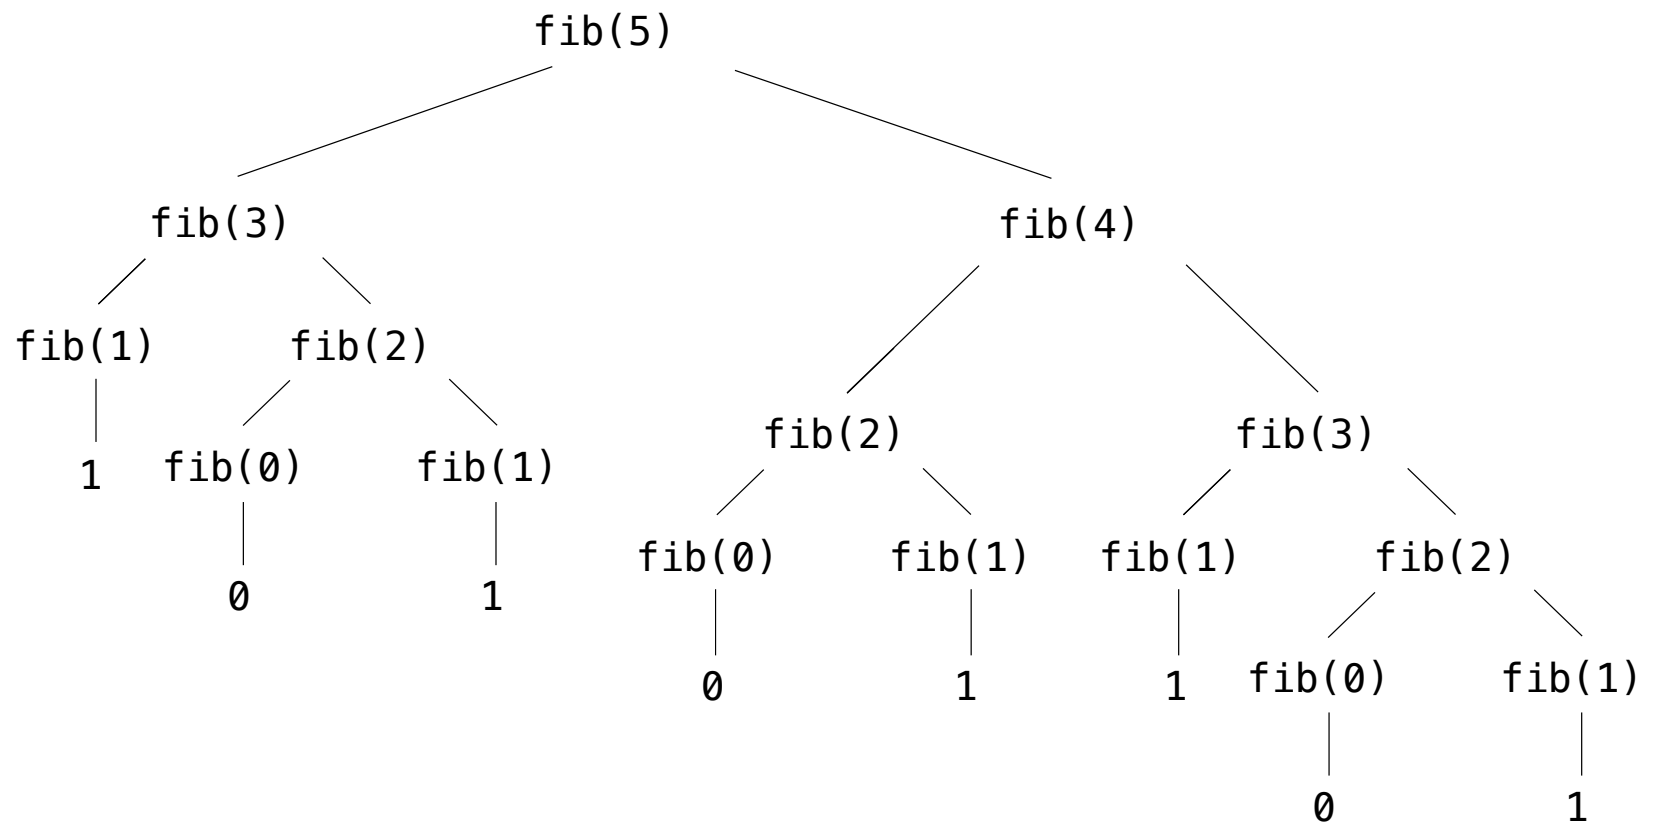 fib(5)
fib(3) fib(4)
fib(1) fib(2)
fib(2) fib(3)
1 fib(0) fib(1)
fib(0) fib(1) fib(1) fib(2)
0 1
0 1 1 fib(0) fib(1)
0 1